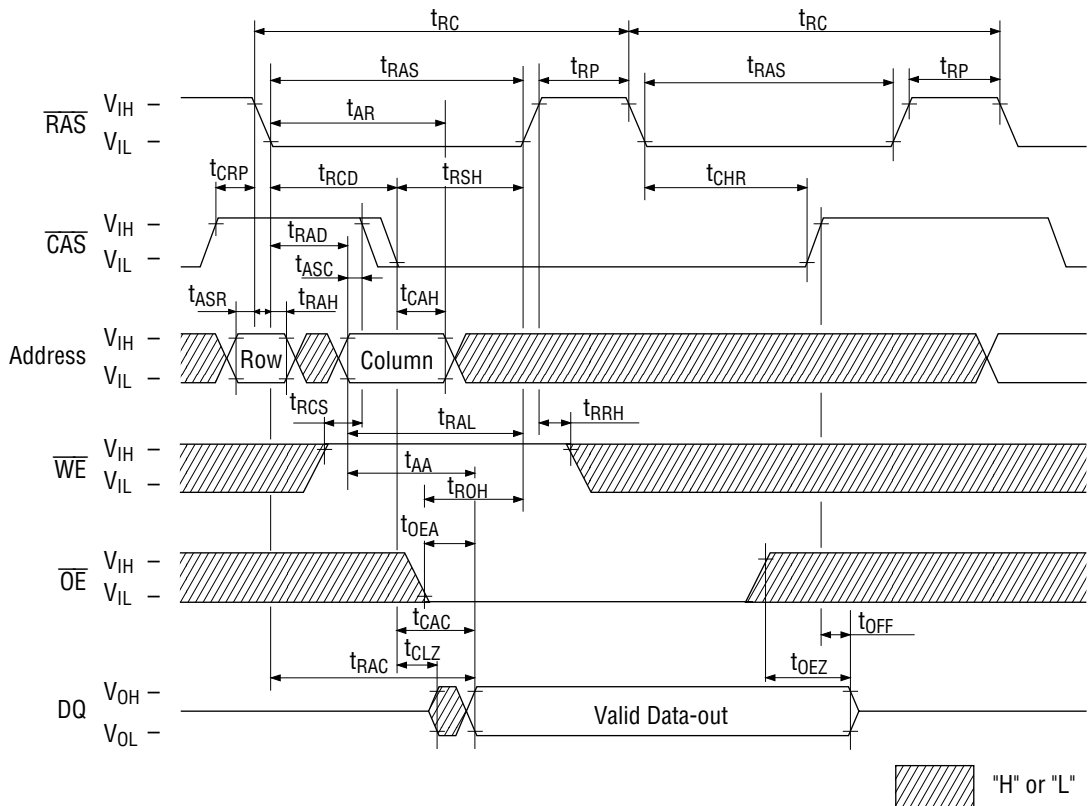 tRC tRC
tRAS tRP tRAS tRP
RAS VIH
VIL
tAR
tCRP tRCD tRSH tCHR
CAS VIH
VIL
tRAD
tASC
tASR tRAH tCAH
Address VIH
VIL
Row Column
tRCS tRAL tRRH
WE VIH
VIL
tAA
tROH
tOEA
OE VIH
VIL
tCAC tOFF
tRAC tCLZ tOEZ
DQ VOH
VOL
Valid Data-out
"H" or "L"